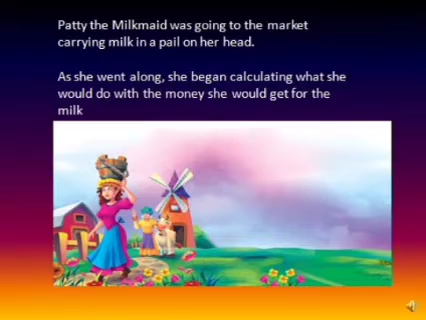 Patty the Milkmaid was going to the market
carrying milk in a pail on her head.
As she went along, she began calculating what she
would do with the money she would get for the
milk